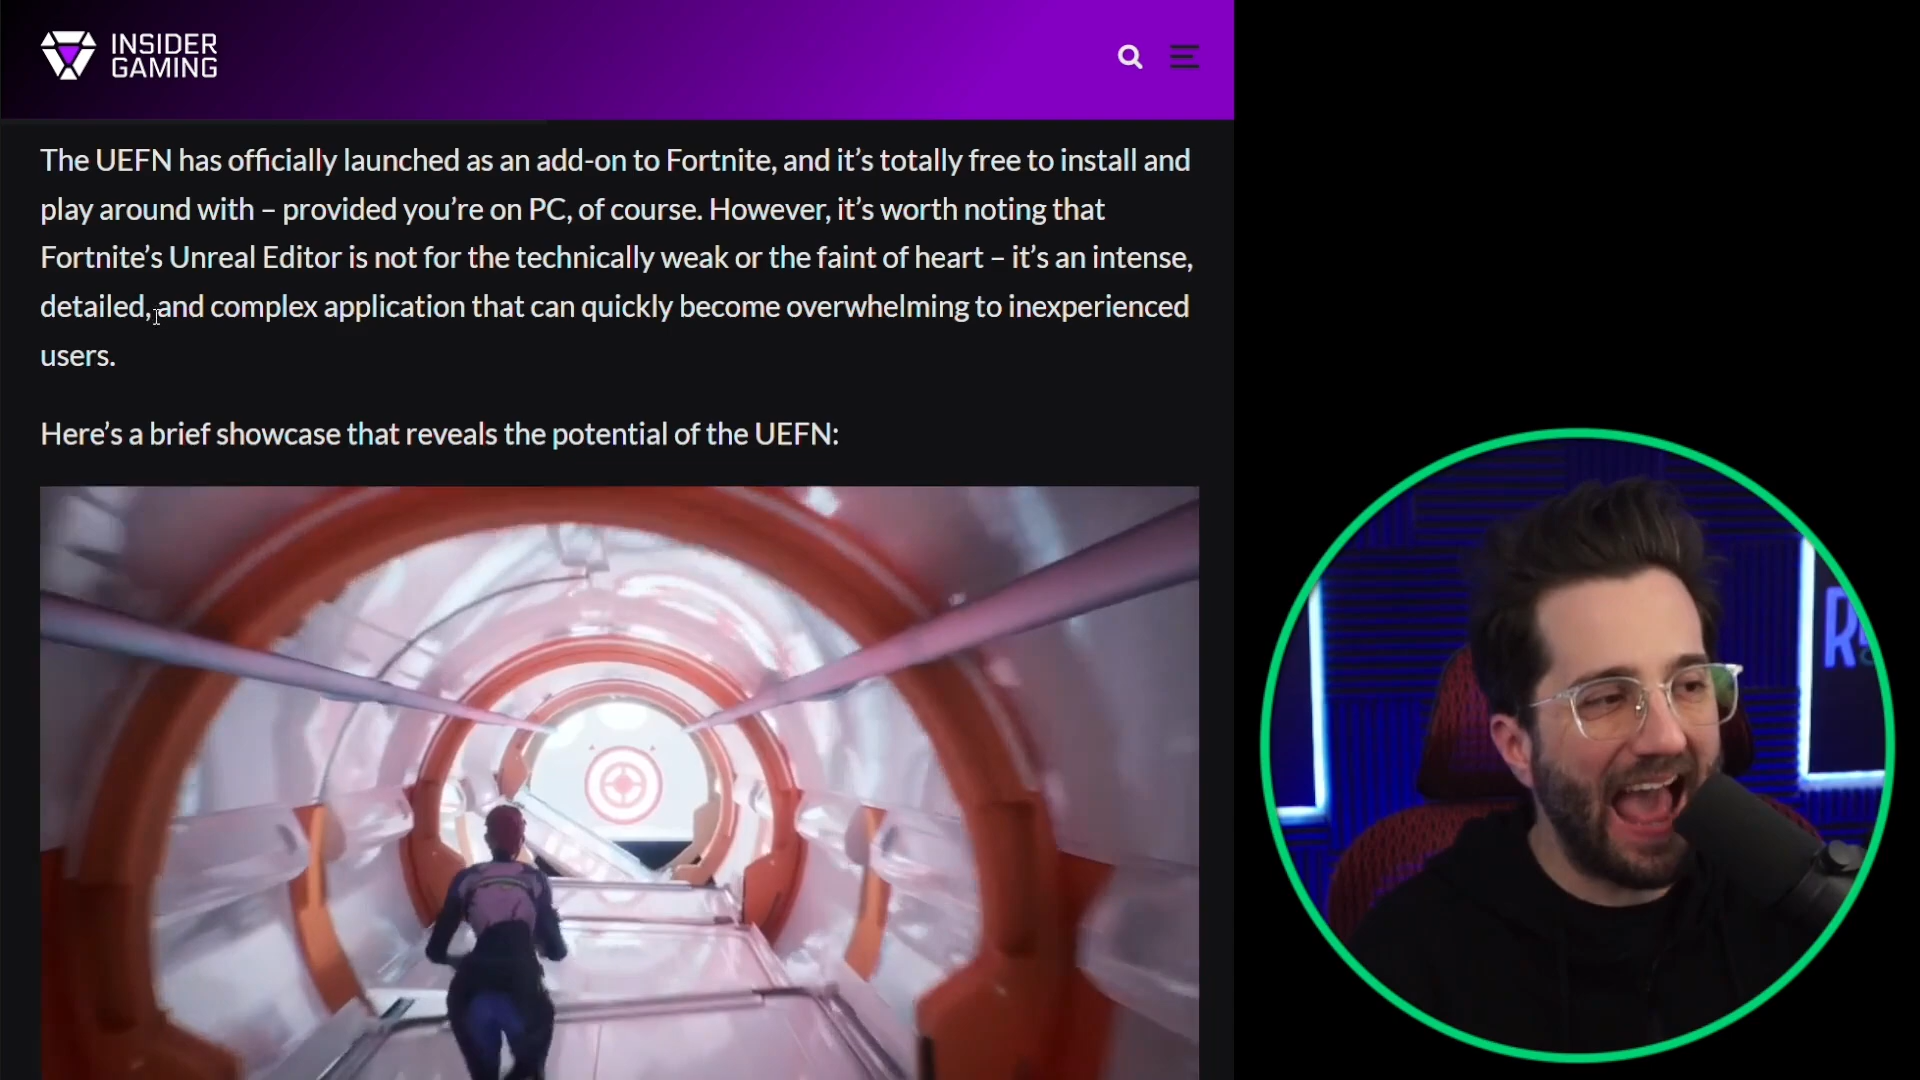 INSIDER
GAMING
The UEFN has officially launched as an add-on to Fortnite, and it’s totally free to install and
play around with – provided you’re on PC, of course. However, it’s worth noting that
Fortnite’s Unreal Editor is not for the technically weak or the faint of heart – it’s an intense,
detailed, and complex application that can quickly become overwhelming to inexperienced
users.
Here’s a brief showcase that reveals the potential of the UEFN: